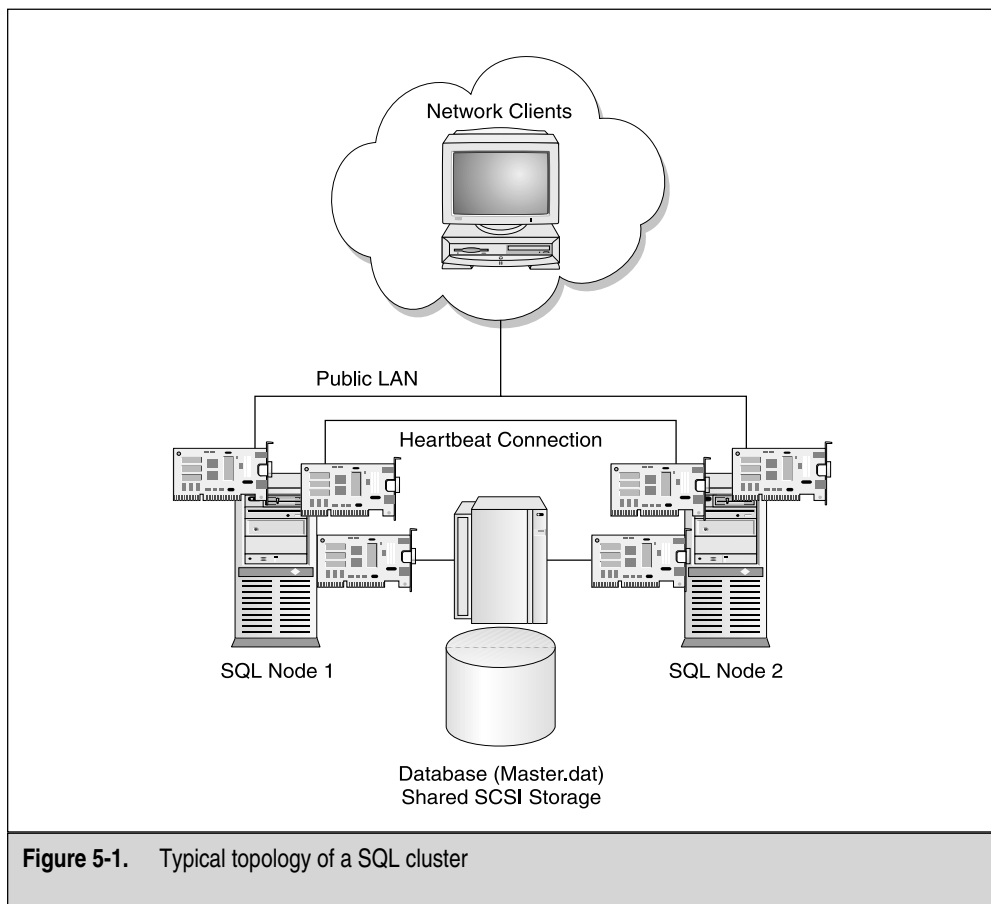 Network Clients
Public LAN
Heartbeat Connection
SQL Node 1
SQL Node 2
Database (Master.dat)
Shared SCSI Storage
Figure 5-1. Typical topology of a SQL cluster